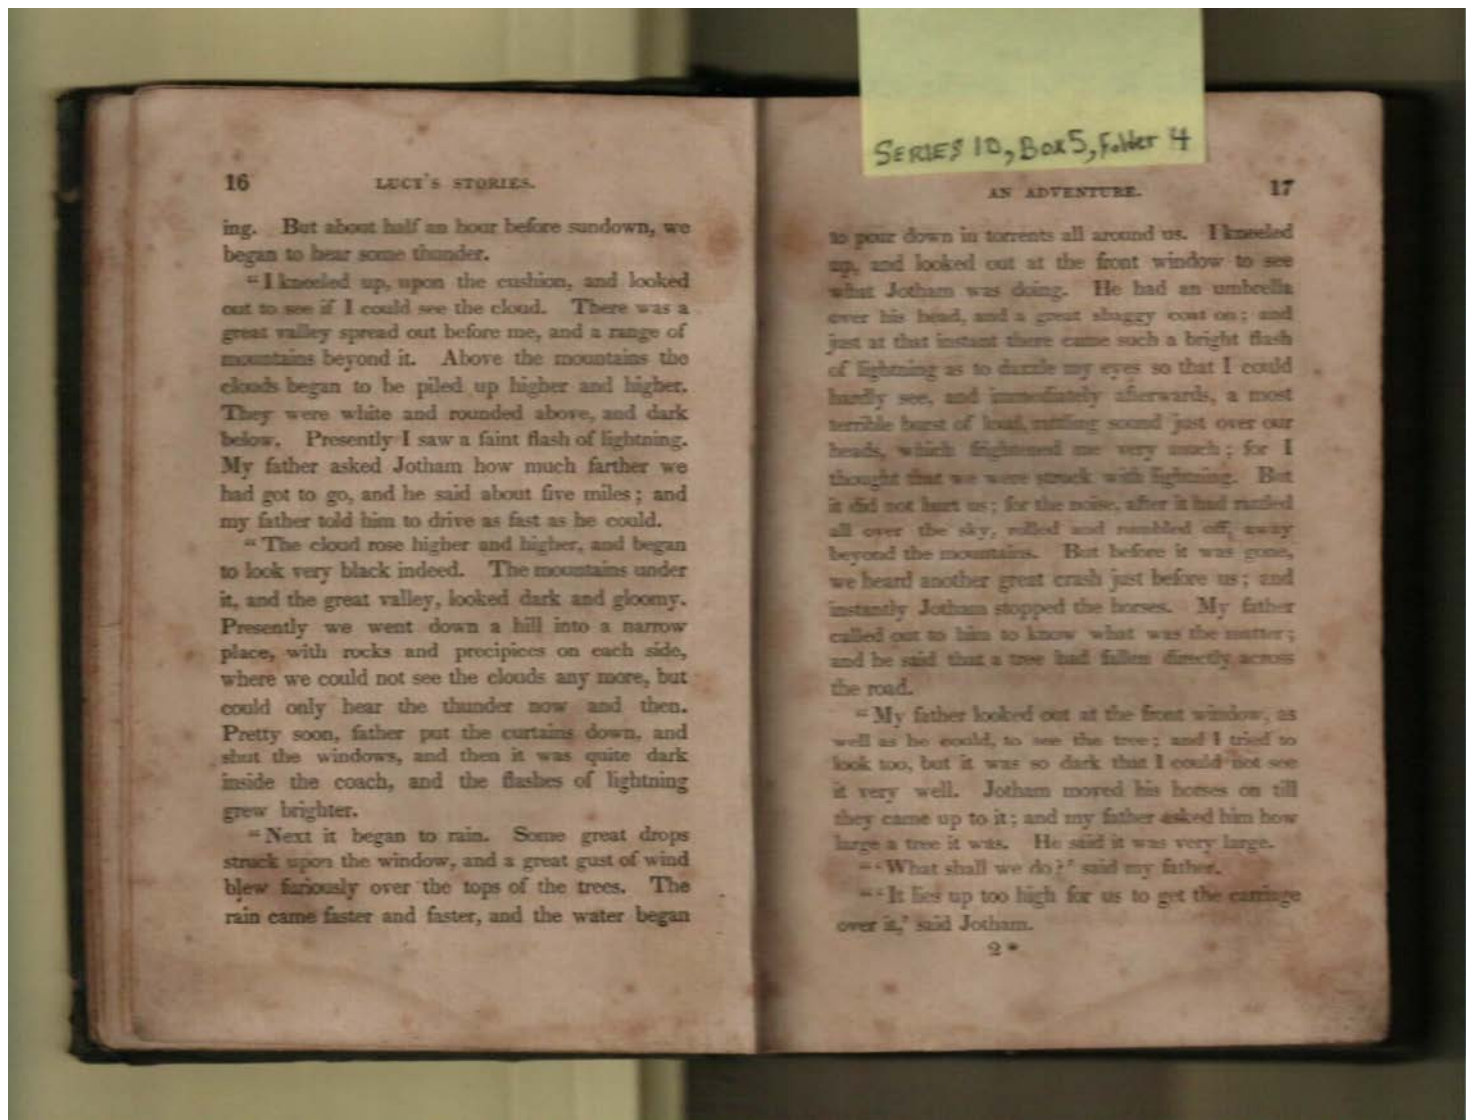 SERIES 10, Box 5, Folder 4
16 LUCY'S STORIES.
ing. But about half an hour before sundown, we
began to hear some thunder.
“I kneeled up, upon the cushion, and looked
out to see if I could see the cloud. There was a
great valley spread out before me, and a range of
mountains beyond it. Above the mountains the
clouds began to be piled up higher and higher.
They were white and rounded above, and dark
below. Presently I saw a faint flash of lightning.
My father asked Jotham how much farther we
had got to go, and he said about five miles; and
my father told him to drive as fast as he could.
“The cloud rose higher and higher, and began
to look very black indeed. The mountains under
it, and the great valley, looked dark and gloomy.
Presently we went down a hill into a narrow
place, with rocks and precipices on each side,
where we could not see the clouds any more, but
could only hear the thunder now and then.
Pretty soon, father put the curtains down, and
shut the windows, and then it was quite dark
inside the coach, and the flashes of lightning
grew brighter.
“Next it began to rain. Some great drops
struck upon the window, and a great gust of wind
blew furiously over the tops of the trees. The
rain came faster and faster, and the water began
AN ADVENTURE. 17
to pour down in torrents all around us. I kneeled
up, and looked out at the front window to see
what Jotham was doing. He had an umbrella
over his head, and a great shaggy coat on; and
just at that instant there came such a bright flash
of lightning as to dazzle my eyes so that I could
hardly see, and immediately afterwards, a most
terrible burst of loud, rattling sound just over our
heads, which frightened me very much; for I
thought that we were struck with lightning. But
it did not hurt us; for the noise, after it had rattled
all over the sky, rolled and rumbled off, away
beyond the mountains. But before it was gone,
we heard another great crash just before us; and
instantly Jotham stopped the horses. My father
called out to him to know what was the matter;
and he said that a tree had fallen directly across
the road.
“My father looked out at the front window, as
well as he could, to see the tree; and I tried to
look too, but it was so dark that I could not see
it very well. Jotham moved his horses on till
they came up to it; and my father asked him how
large a tree it was. He said it was very large.
“‘What shall we do?’ said my father.
“‘It lies up too high for us to get the carriage
over it,’ said Jotham.
2*